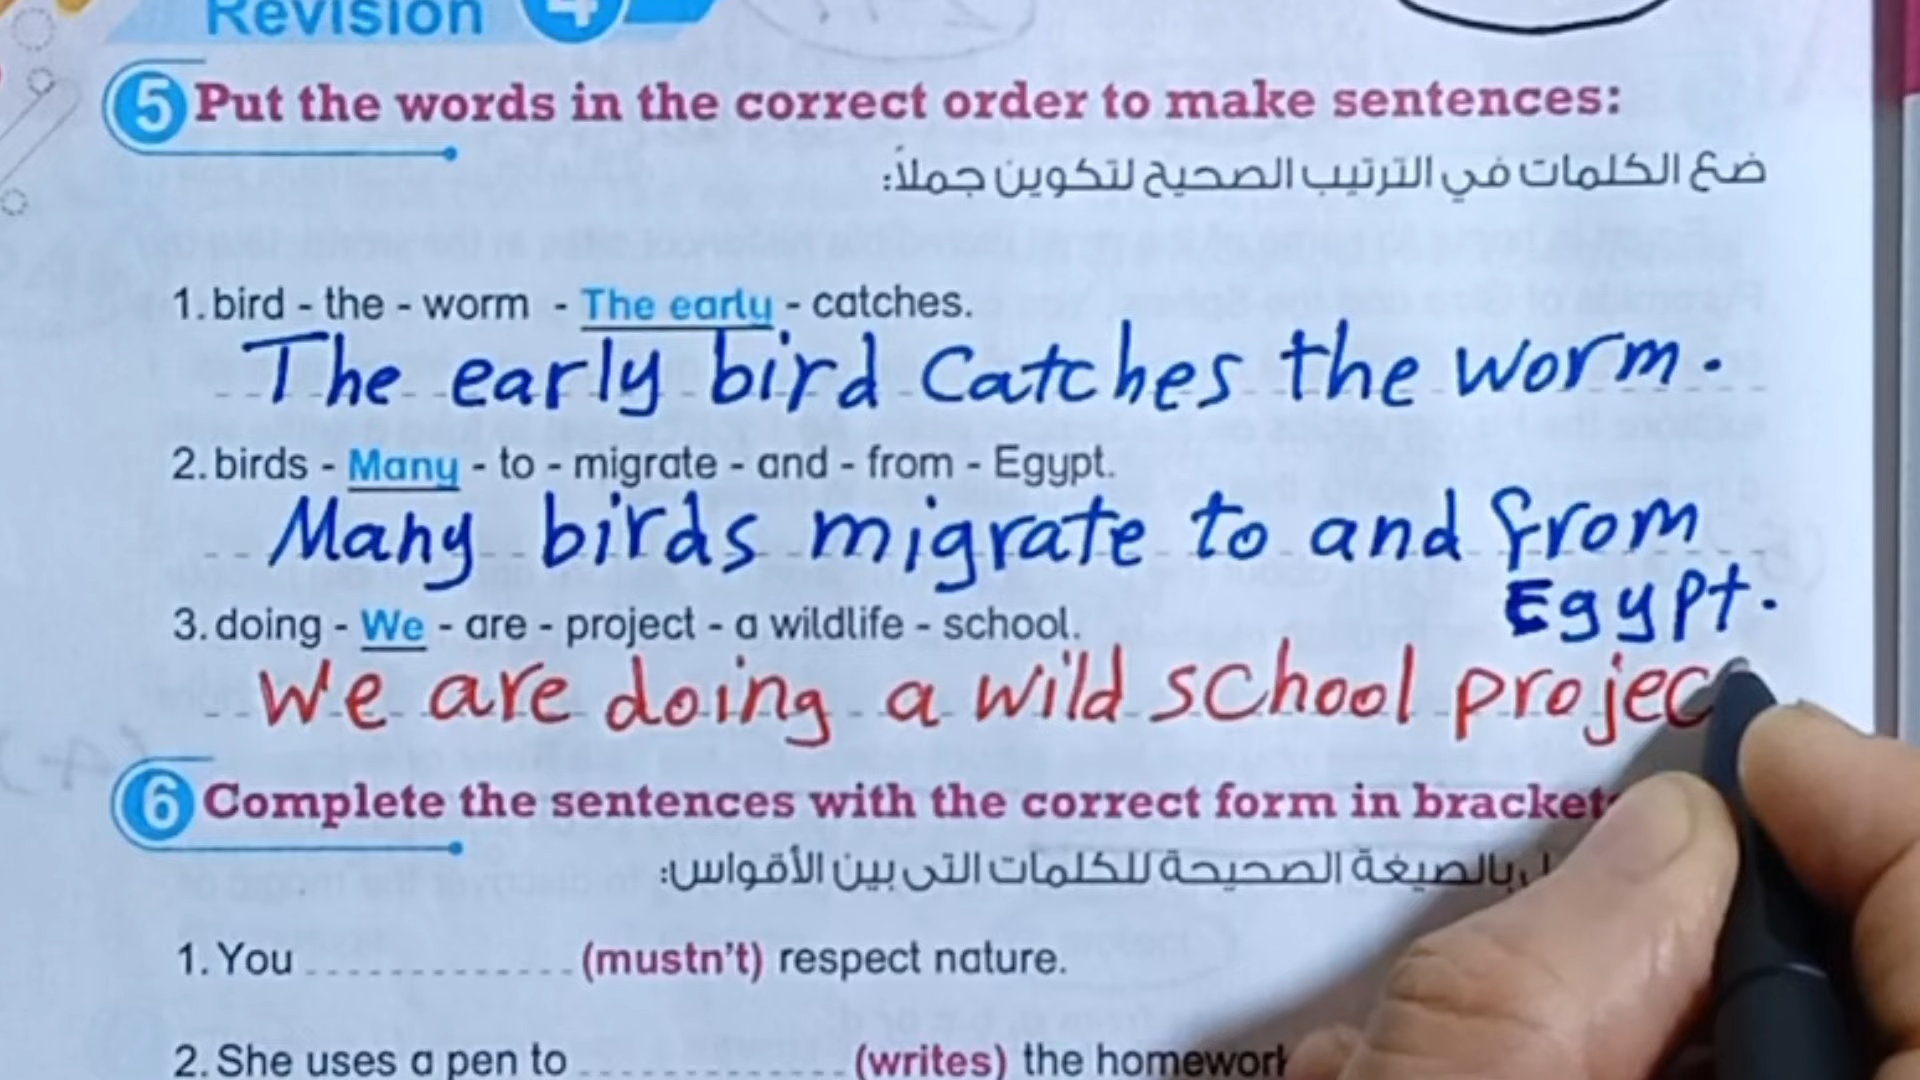 Revision 4
5 Put the words in the correct order to make sentences:
ضع الكلمات في الترتيب الصحيح لتكوين جملاً:
1. bird - the - worm - The early - catches.
The early bird catches the worm.
2. birds - Many - to - migrate - and - from - Egypt.
Many birds migrate to and from
Egypt.
3. doing - We - are - project - a wildlife - school.
We are doing a wild school projec
6 Complete the sentences with the correct form in bracket
بالصيغة الصحيحة للكلمات التى بين الأقواس:
1. You ............ (mustn't) respect nature.
2. She uses a pen to ............ (writes) the homework